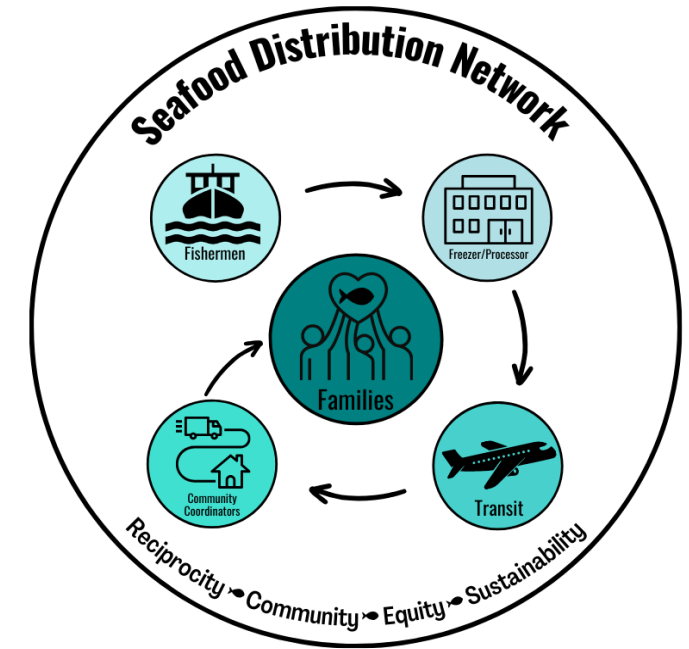 Seafood Distribution Network
Fishermen
Freezer/Processor
Families
Community
Coordinators
Transit
Reciprocity Community Equity Sustainability